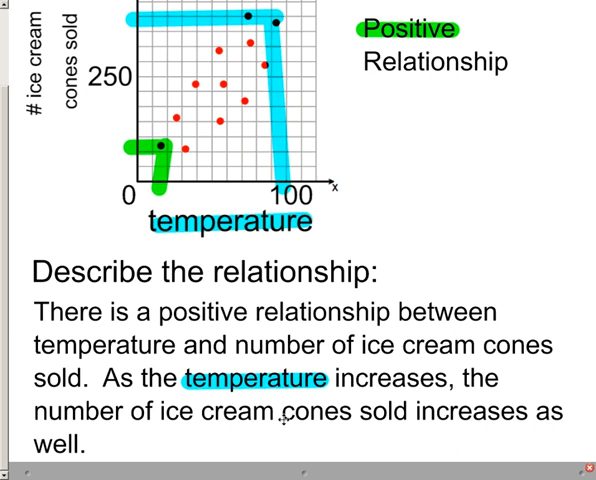 # ice cream
cones sold
250
0
100
x
temperature
Positive
Relationship
Describe the relationship:
There is a positive relationship between
temperature and number of ice cream cones
sold. As the temperature increases, the
number of ice cream cones sold increases as
well.